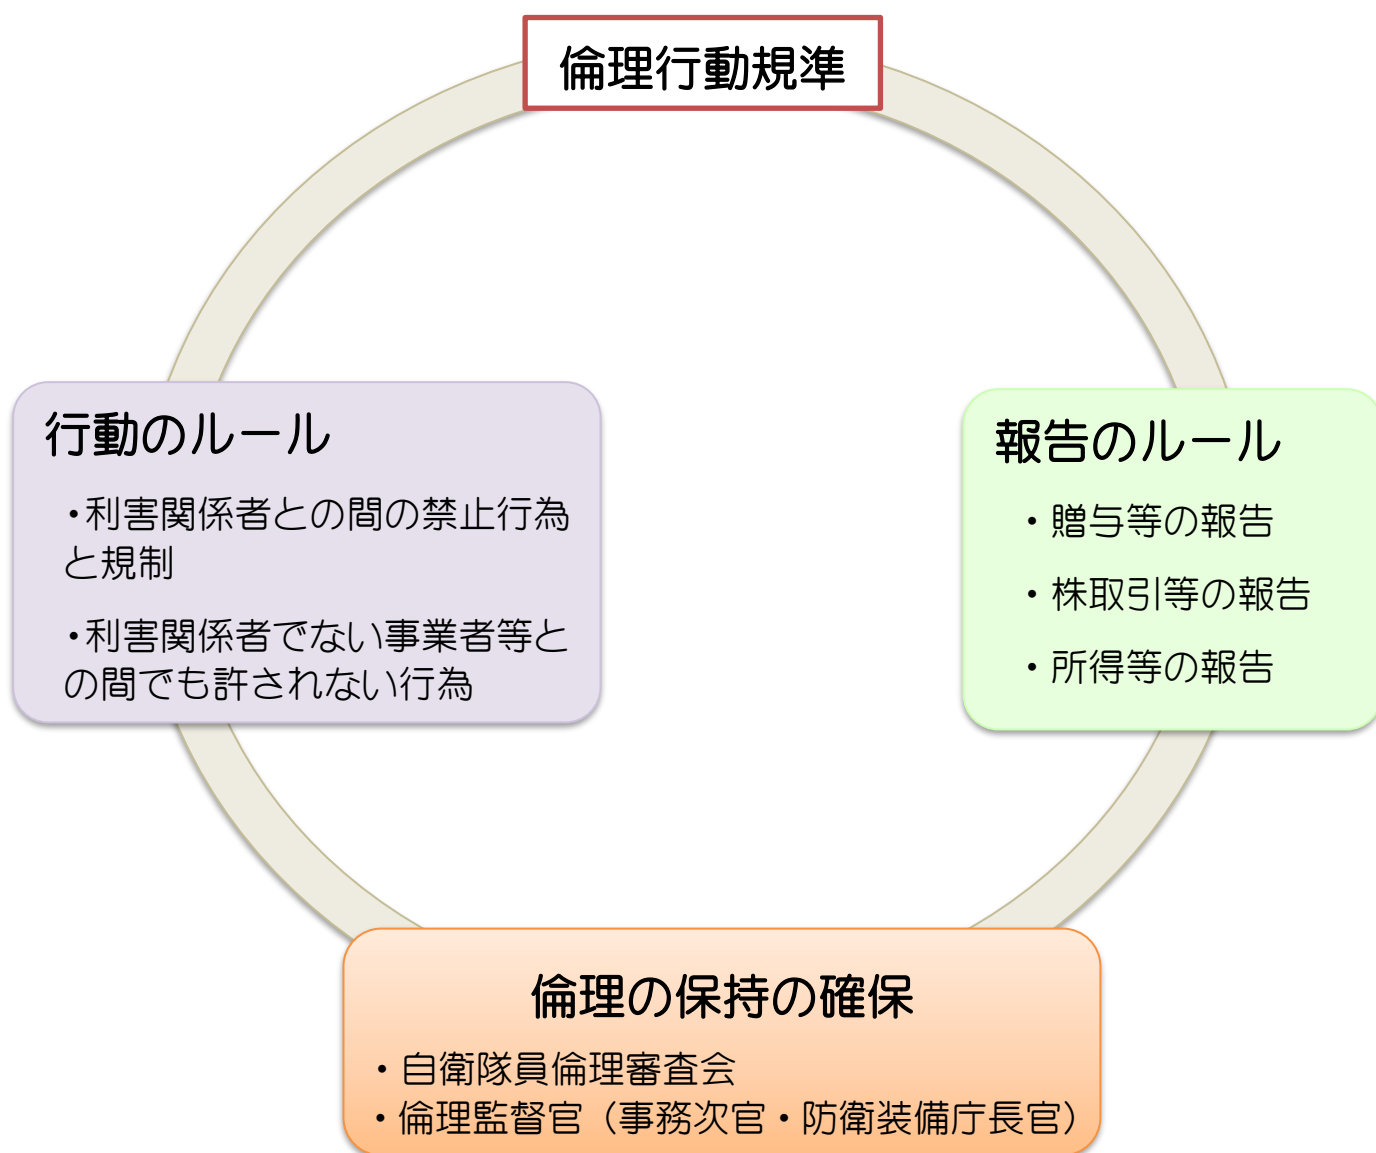 倫理行動規準
行動のルール
・利害関係者との間の禁止行為
と規制
・利害関係者でない事業者等と
の間でも許されない行為
報告のルール
・贈与等の報告
・株取引等の報告
・所得等の報告
倫理の保持の確保
・自衛隊員倫理審査会
・倫理監督官（事務次官・防衛装備庁長官）